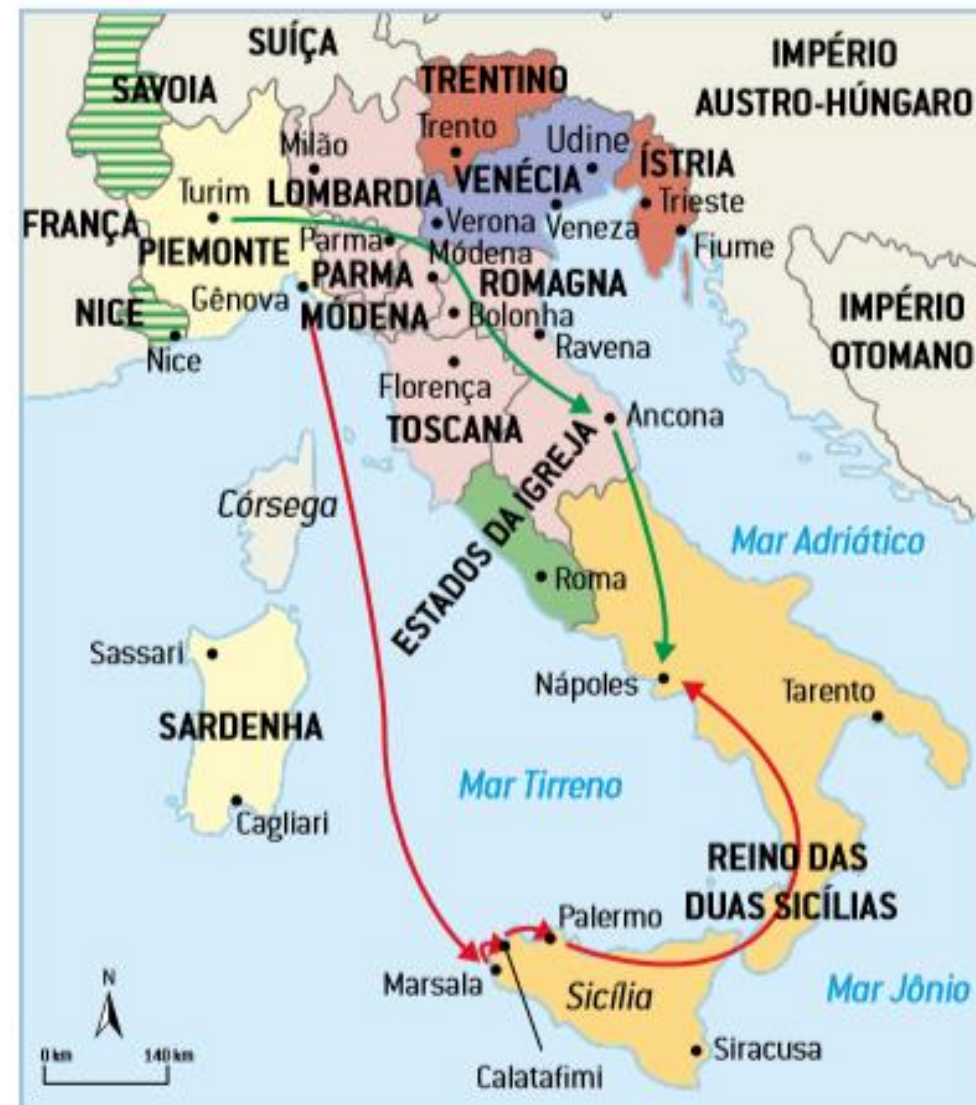 SUÍÇA
IMPÉRIO
AUSTRO-HÚNGARO
SAVOIA
TRENTINO
Trento
Udine
Milão
LOMBARDIA
VENÉCIA
ÍSTRIA
Turim
Trieste
FRANÇA
Verona
Veneza
Fiume
PIEMONTE
Parma
Módena
PARMA
ROMAGNA
NICE
Gênova
MÓDENA
Bolonha
IMPÉRIO
OTOMANO
Nice
Ravena
Florença
TOSCANA
Ancona
ESTADOS DA IGREJA
Córsega
Mar Adriático
Roma
Sassari
Nápoles
Tarento
SARDENHA
Mar Tirreno
Cagliari
REINO DAS
DUAS SICÍLIAS
Palermo
Marsala
Sicília
Mar Jônio
N
0 km
140 km
Siracusa
Calatafimi